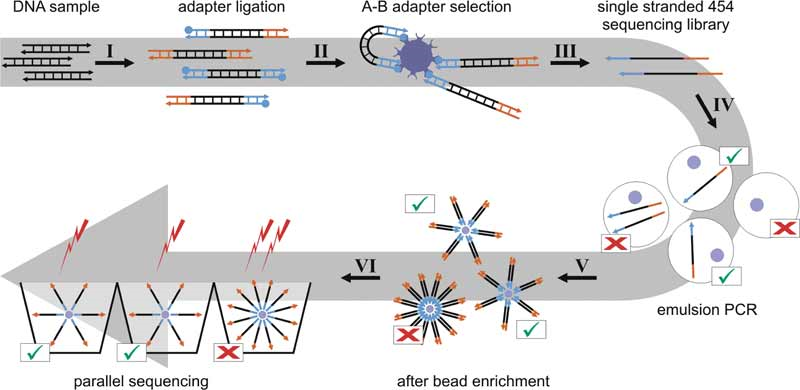 DNA sample
adapter ligation
A-B adapter selection
single stranded 454
sequencing library
I
II
III
IV
emulsion PCR
V
VI
after bead enrichment
parallel sequencing